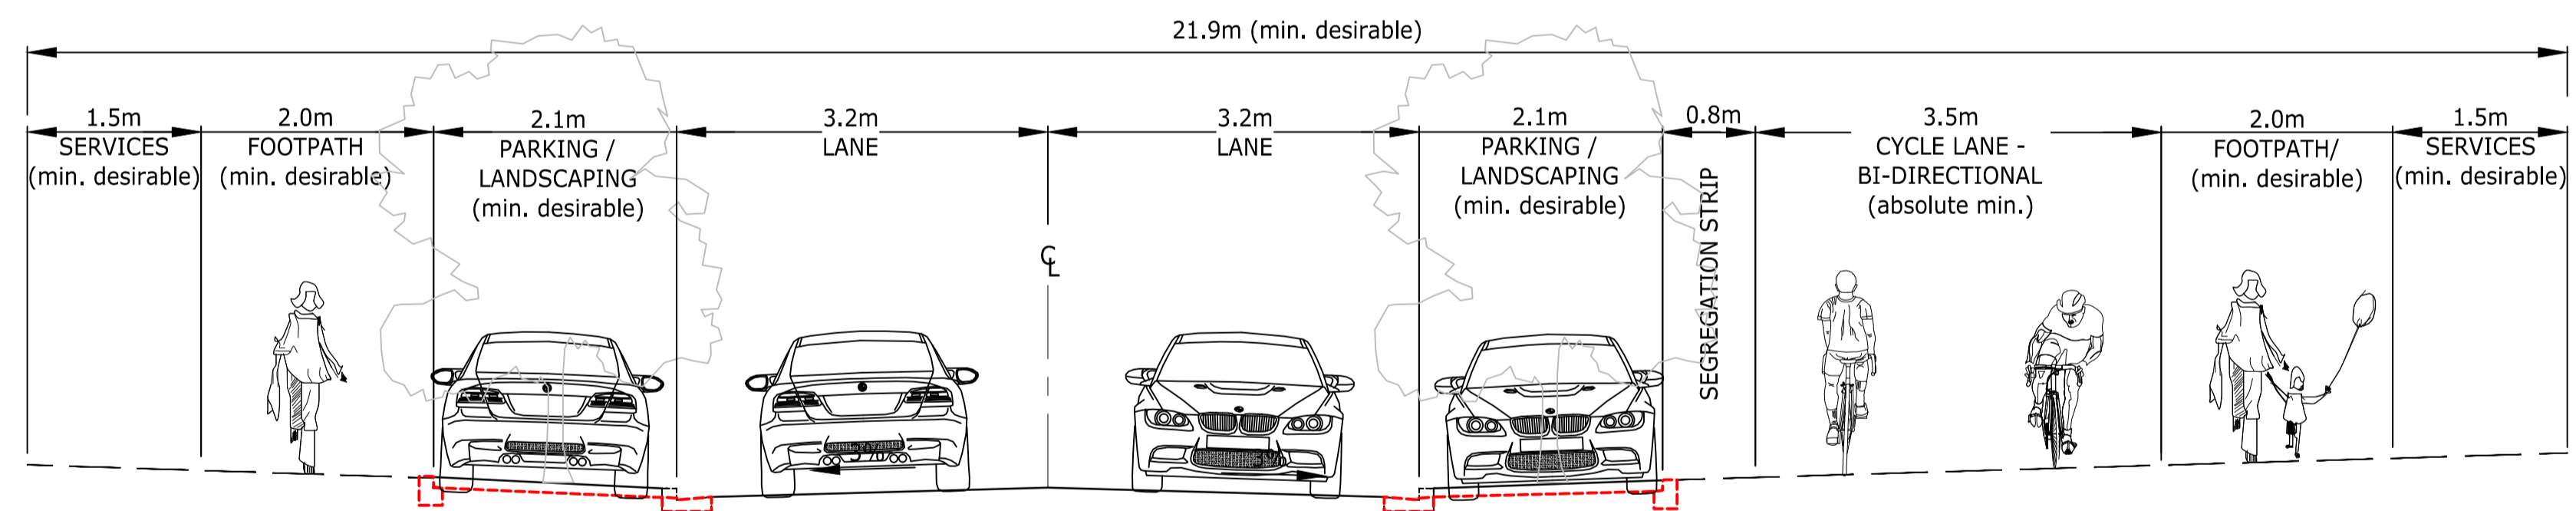 21.9m (min. desirable)
1.5m
SERVICES
(min. desirable)
2.0m
FOOTPATH
(min. desirable)
2.1m
PARKING /
LANDSCAPING
(min. desirable)
3.2m
LANE
3.2m
LANE
2.1m
PARKING /
LANDSCAPING
(min. desirable)
0.8m
SEGREGATION STRIP
3.5m
CYCLE LANE -
BI-DIRECTIONAL
(absolute min.)
2.0m
FOOTPATH/
(min. desirable)
1.5m
SERVICES
(min. desirable)
CL
3%
3%